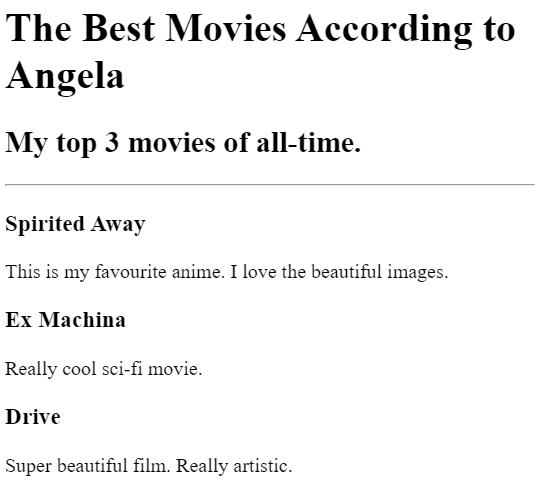 The Best Movies According to
Angela
My top 3 movies of all-time.
Spirited Away
This is my favourite anime. I love the beautiful images.
Ex Machina
Really cool sci-fi movie.
Drive
Super beautiful film. Really artistic.